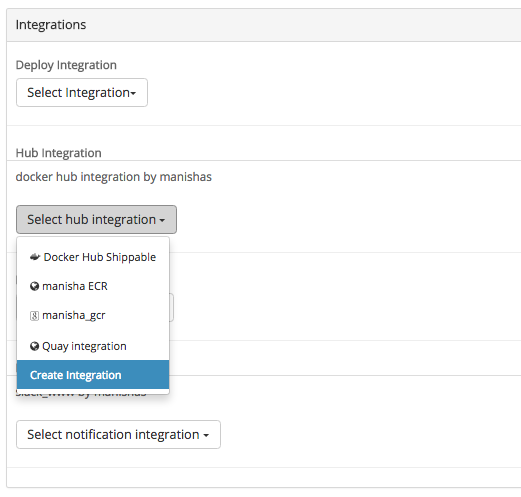 Integrations
Deploy Integration
Select Integration
Hub Integration
docker hub integration by manishas
Select hub integration
Docker Hub Shippable
manisha ECR
manisha_gcr
Quay integration
Create Integration
slack_www by manishas
Select notification integration